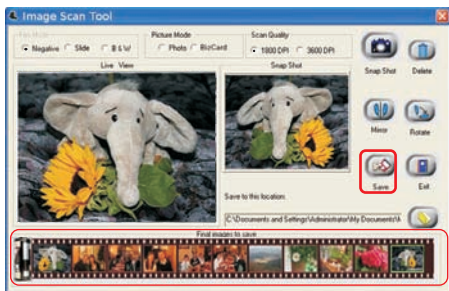 Image Scan Tool
Picture Mode
Scan Quality
Negative Slide B & W
Photo BizCard
1800 DPI 3600 DPI
Live View
Snap Shot
Snap Shot
Delete
Mirror
Rotate
Save
Exit
Save to this location:
C:\Documents and Settings\Administrator\My Documents\
Final images to save